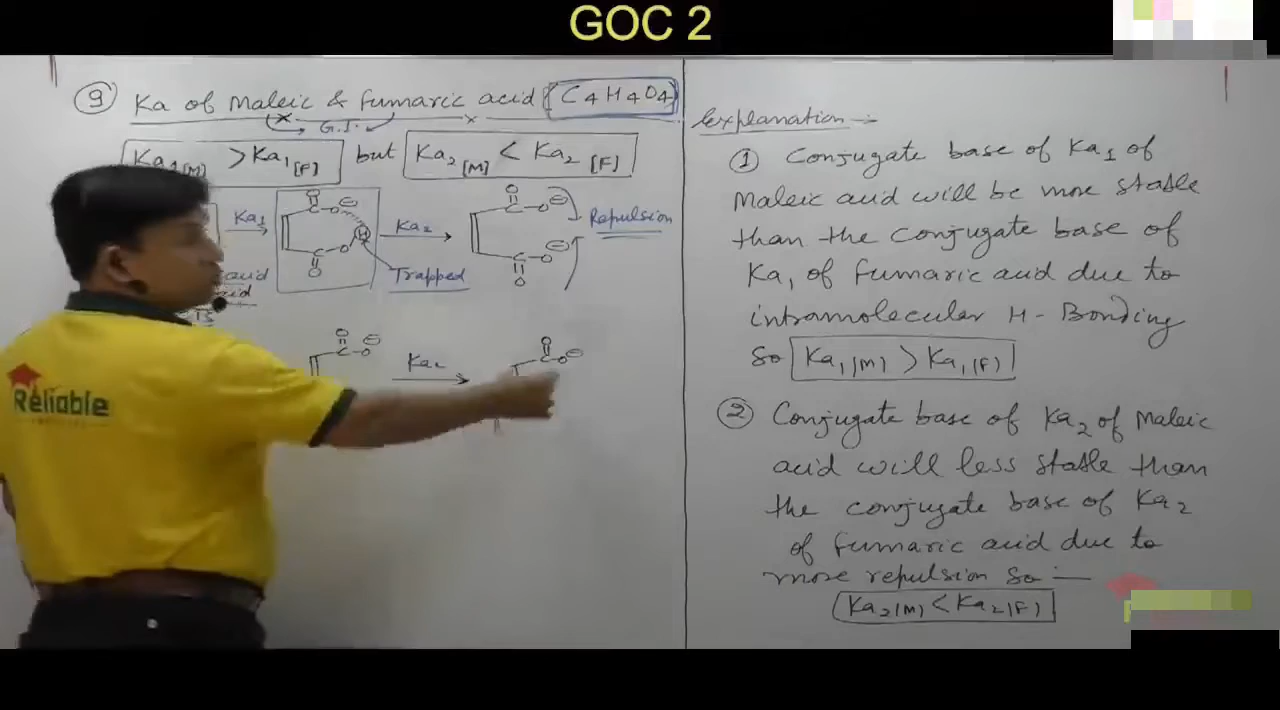 GOC 2
9 Ka of Maleic & fumaric acid [C4H4O4]
G.I.
Ka1[M] > Ka1[F] but Ka2[M] < Ka2 [F]
Ka1
Ka2
Repulsion
H
Trapped
O
C-O
C-O
O
acid
Ka2
Reliable
Explanation :-
① Conjugate base of Ka1 of
Maleic acid will be more stable
than the conjugate base of
Ka1 of fumaric acid due to
intramolecular H-Bonding
So Ka1(M) > Ka1(F)
② Conjugate base of Ka2 of Maleic
acid will less stable than
the conjugate base of Ka2
of fumaric acid due to
more repulsion So :-
Ka2(M) < Ka2(F)